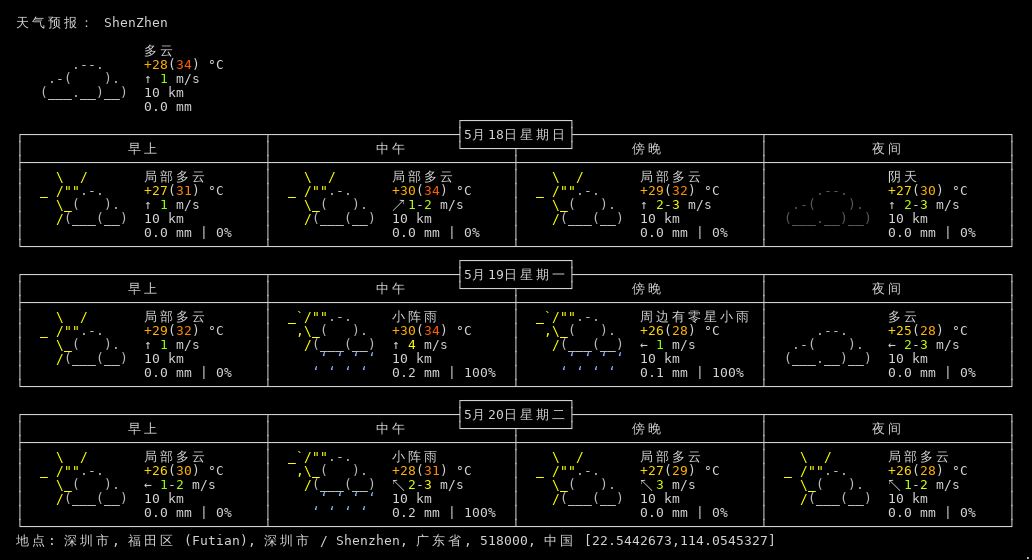 天气预报： ShenZhen
多云
+28(34) °C
↑ 1 m/s
10 km
0.0 mm
5月18日星期日
早上 中午 傍晚 夜间
局部多云 局部多云 局部多云 阴天
+27(31) °C +30(34) °C +29(32) °C +27(30) °C
↑ 1 m/s ↗ 1-2 m/s ↑ 2-3 m/s ↑ 2-3 m/s
10 km 10 km 10 km 10 km
0.0 mm | 0% 0.0 mm | 0% 0.0 mm | 0% 0.0 mm | 0%
5月19日星期一
早上 中午 傍晚 夜间
局部多云 小阵雨 周边有零星小雨 多云
+29(32) °C +30(34) °C +26(28) °C +25(28) °C
↑ 1 m/s ↑ 4 m/s ← 1 m/s ← 2-3 m/s
10 km 10 km 10 km 10 km
0.0 mm | 0% 0.2 mm | 100% 0.1 mm | 100% 0.0 mm | 0%
5月20日星期二
早上 中午 傍晚 夜间
局部多云 小阵雨 局部多云 局部多云
+26(30) °C +28(31) °C +27(29) °C +26(28) °C
← 1-2 m/s ↖ 2-3 m/s ↖ 3 m/s ↖ 1-2 m/s
10 km 10 km 10 km 10 km
0.0 mm | 0% 0.2 mm | 100% 0.0 mm | 0% 0.0 mm | 0%
地点: 深圳市, 福田区 (Futian), 深圳市 / Shenzhen, 广东省, 518000, 中国 [22.5442673,114.0545327]